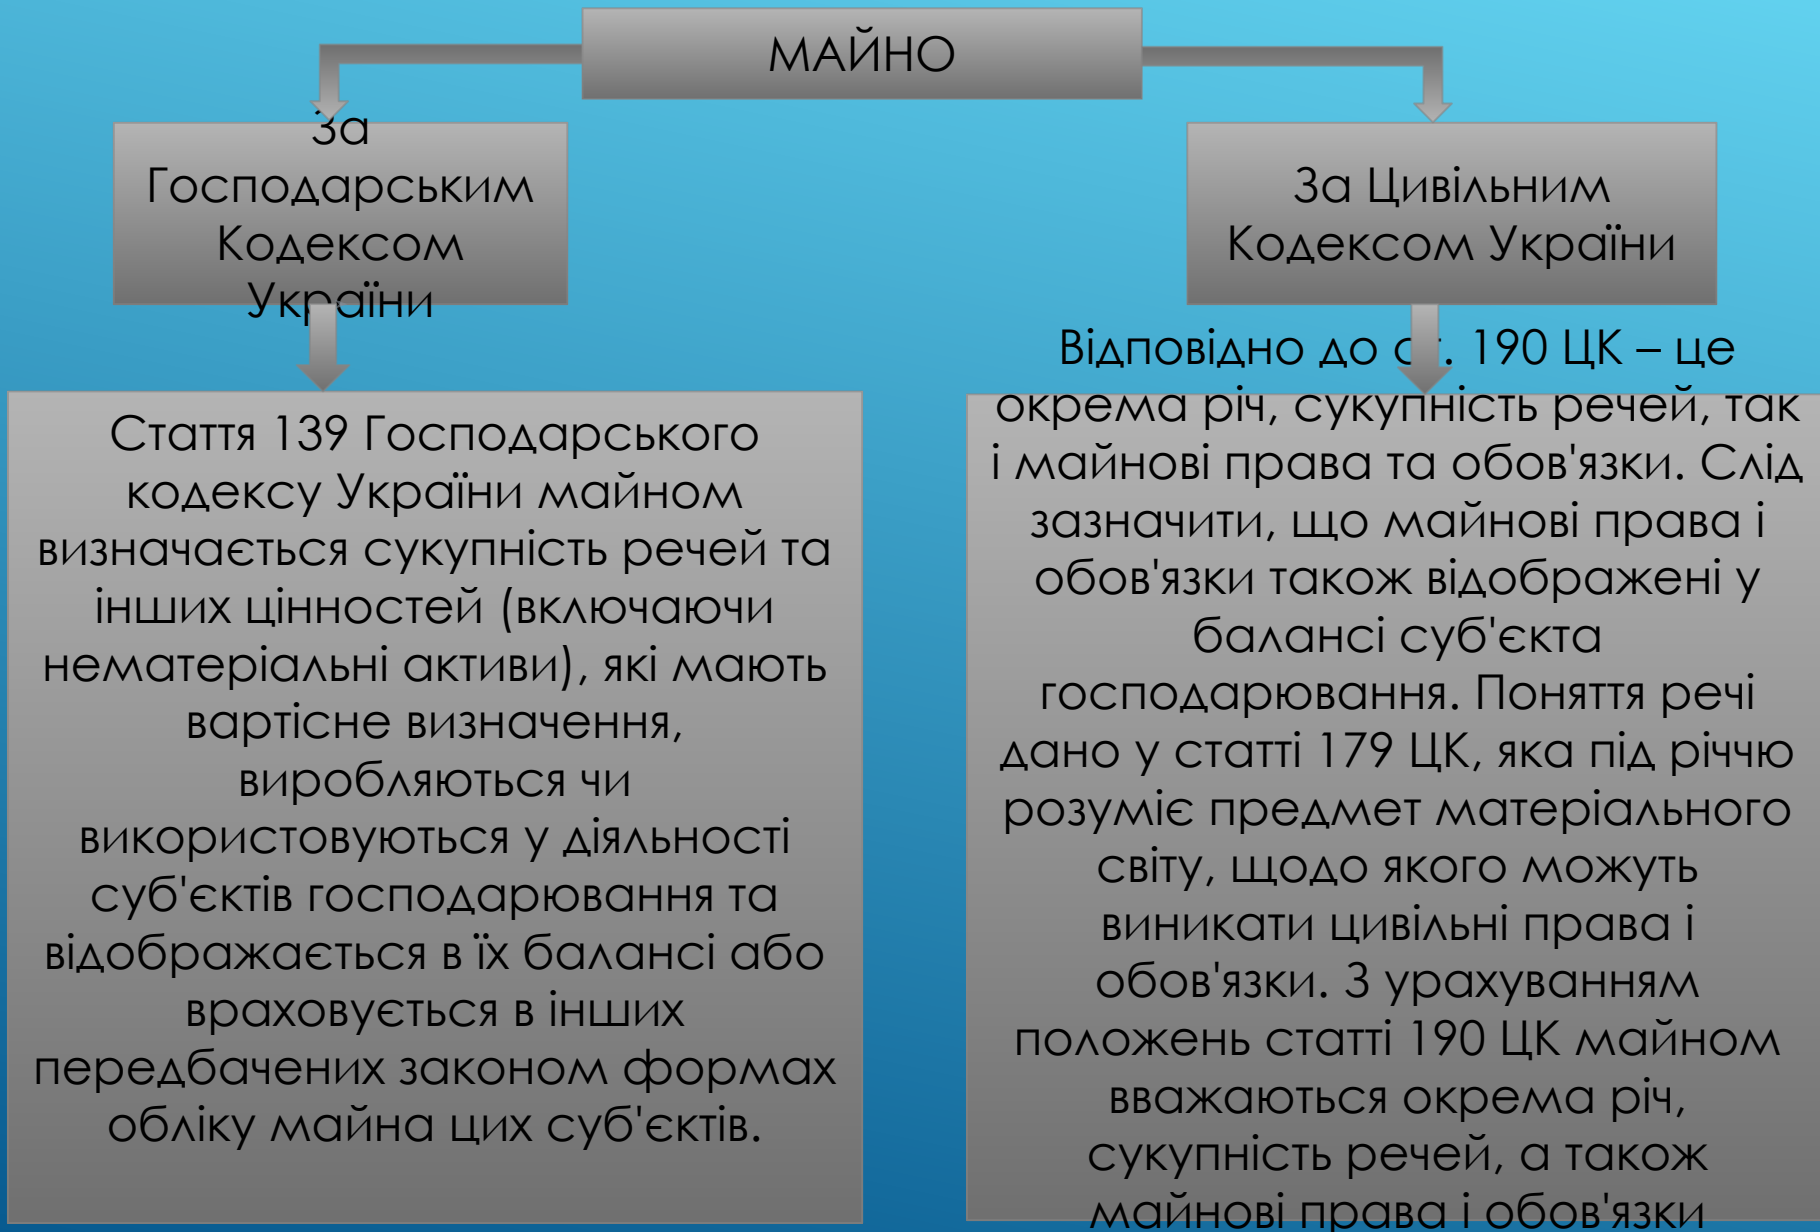 МАЙНО
За
Господарським
Кодексом
України
За Цивільним
Кодексом України
Стаття 139 Господарського
кодексу України майном
визначається сукупність речей та
інших цінностей (включаючи
нематеріальні активи), які мають
вартісне визначення,
виробляються чи
використовуються у діяльності
суб'єктів господарювання та
відображається в їх балансі або
враховується в інших
передбачених законом формах
обліку майна цих суб'єктів.
Відповідно до ст. 190 ЦК – це
окрема річ, сукупність речей, так
і майнові права та обов'язки. Слід
зазначити, що майнові права і
обов'язки також відображені у
балансі суб'єкта
господарювання. Поняття речі
дано у статті 179 ЦК, яка під річчю
розуміє предмет матеріального
світу, щодо якого можуть
виникати цивільні права і
обов'язки. З урахуванням
положень статті 190 ЦК майном
вважаються окрема річ,
сукупність речей, а також
майнові права і обов'язки